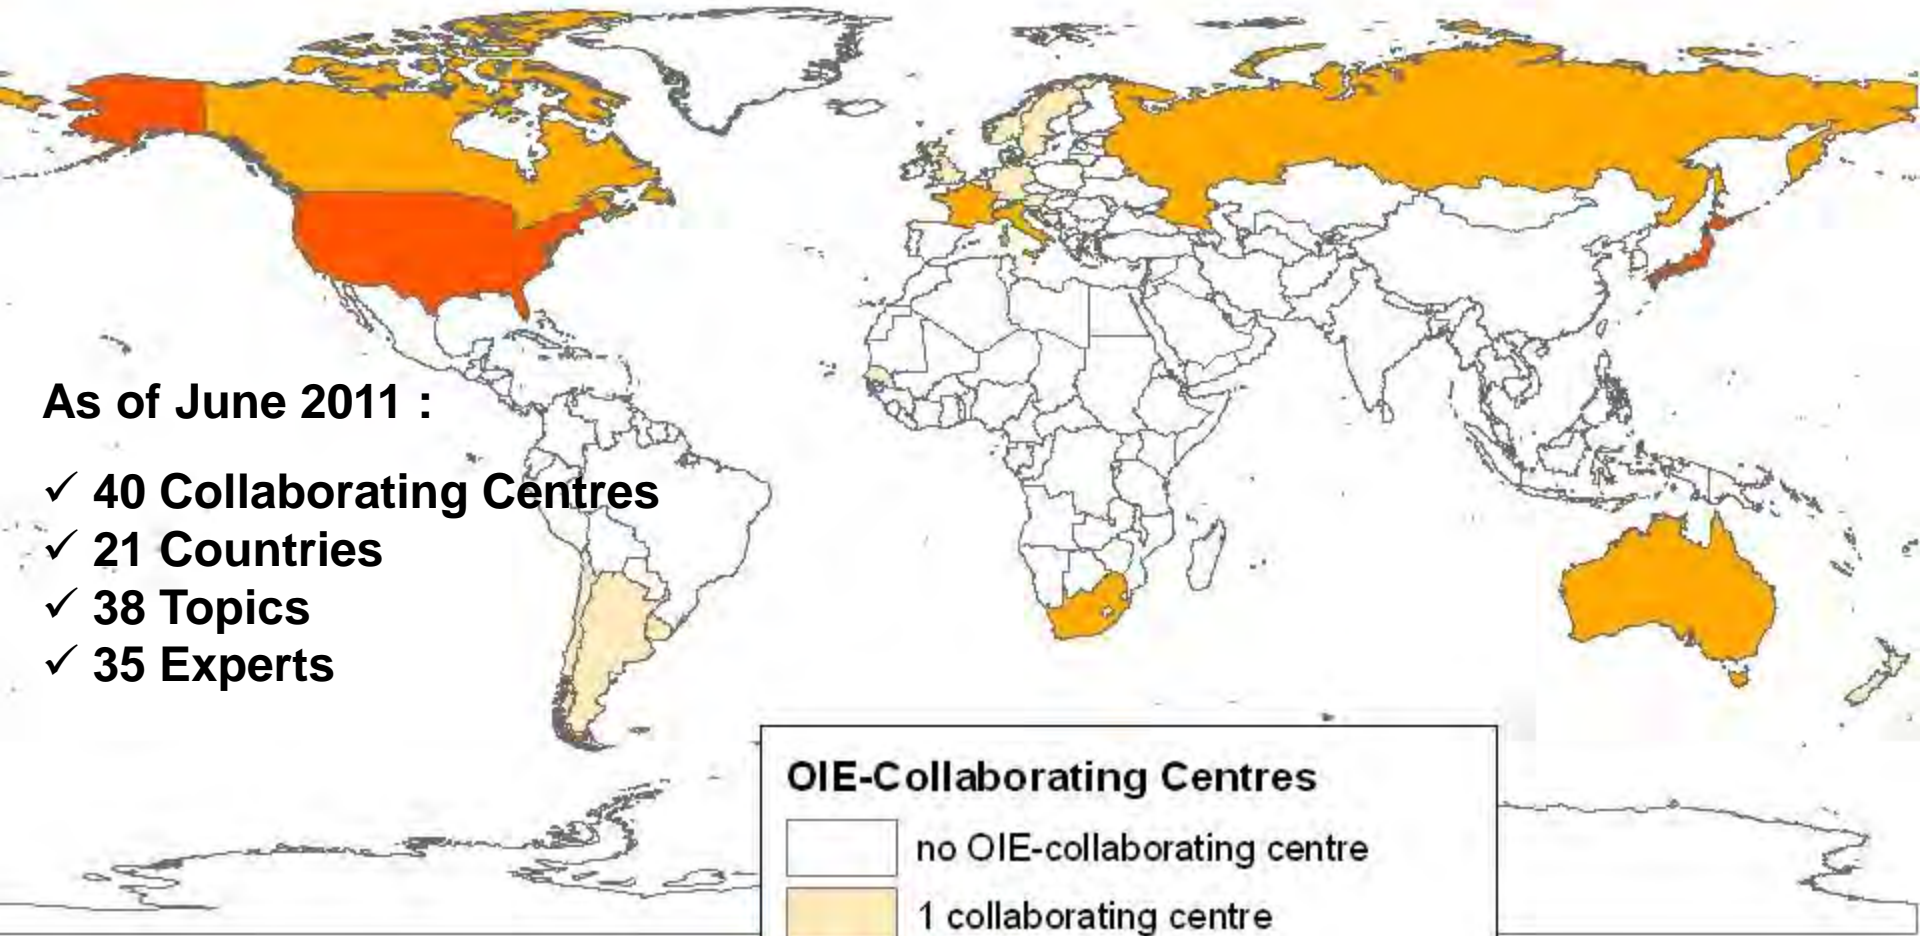 As of June 2011 :
✓ 40 Collaborating Centres
✓ 21 Countries
✓ 38 Topics
✓ 35 Experts
OIE-Collaborating Centres
no OIE-collaborating centre
1 collaborating centre